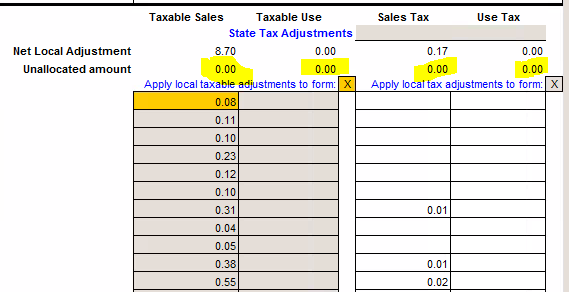 Taxable Sales Taxable Use Sales Tax Use Tax
State Tax Adjustments
Net Local Adjustment 8.70 0.00 0.17 0.00
Unallocated amount 0.00 0.00 0.00 0.00
Apply local taxable adjustments to form: X Apply local tax adjustments to form: X
0.08
0.11
0.10
0.23
0.12
0.10
0.31 0.01
0.04
0.05
0.38 0.01
0.55 0.02